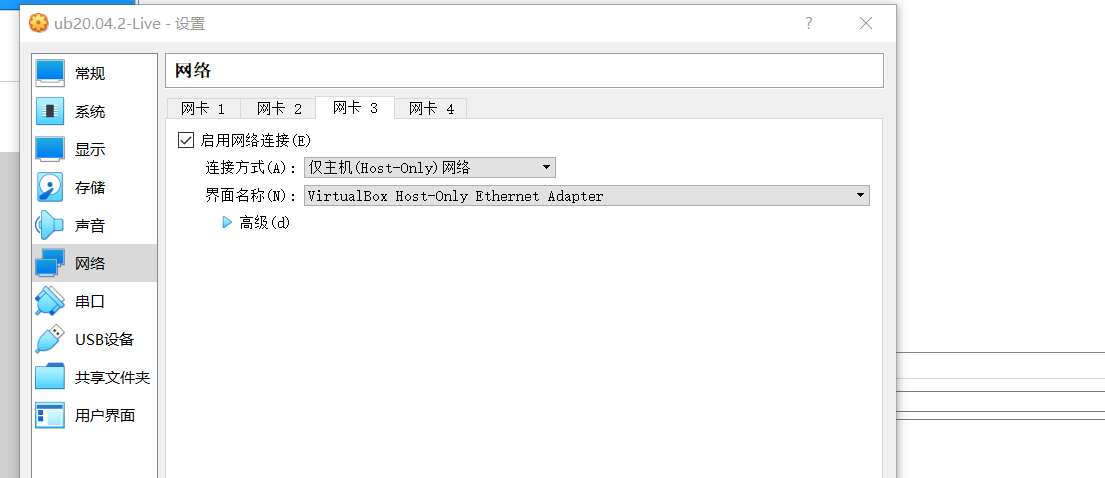 ub20.04.2-Live - 设置
?
常规
系统
显示
存储
声音
网络
串口
USB设备
共享文件夹
用户界面
网络
网卡 1 网卡 2 网卡 3 网卡 4
启用网络连接(E)
连接方式(A): 仅主机(Host-Only)网络
界面名称(N): VirtualBox Host-Only Ethernet Adapter
高级(d)